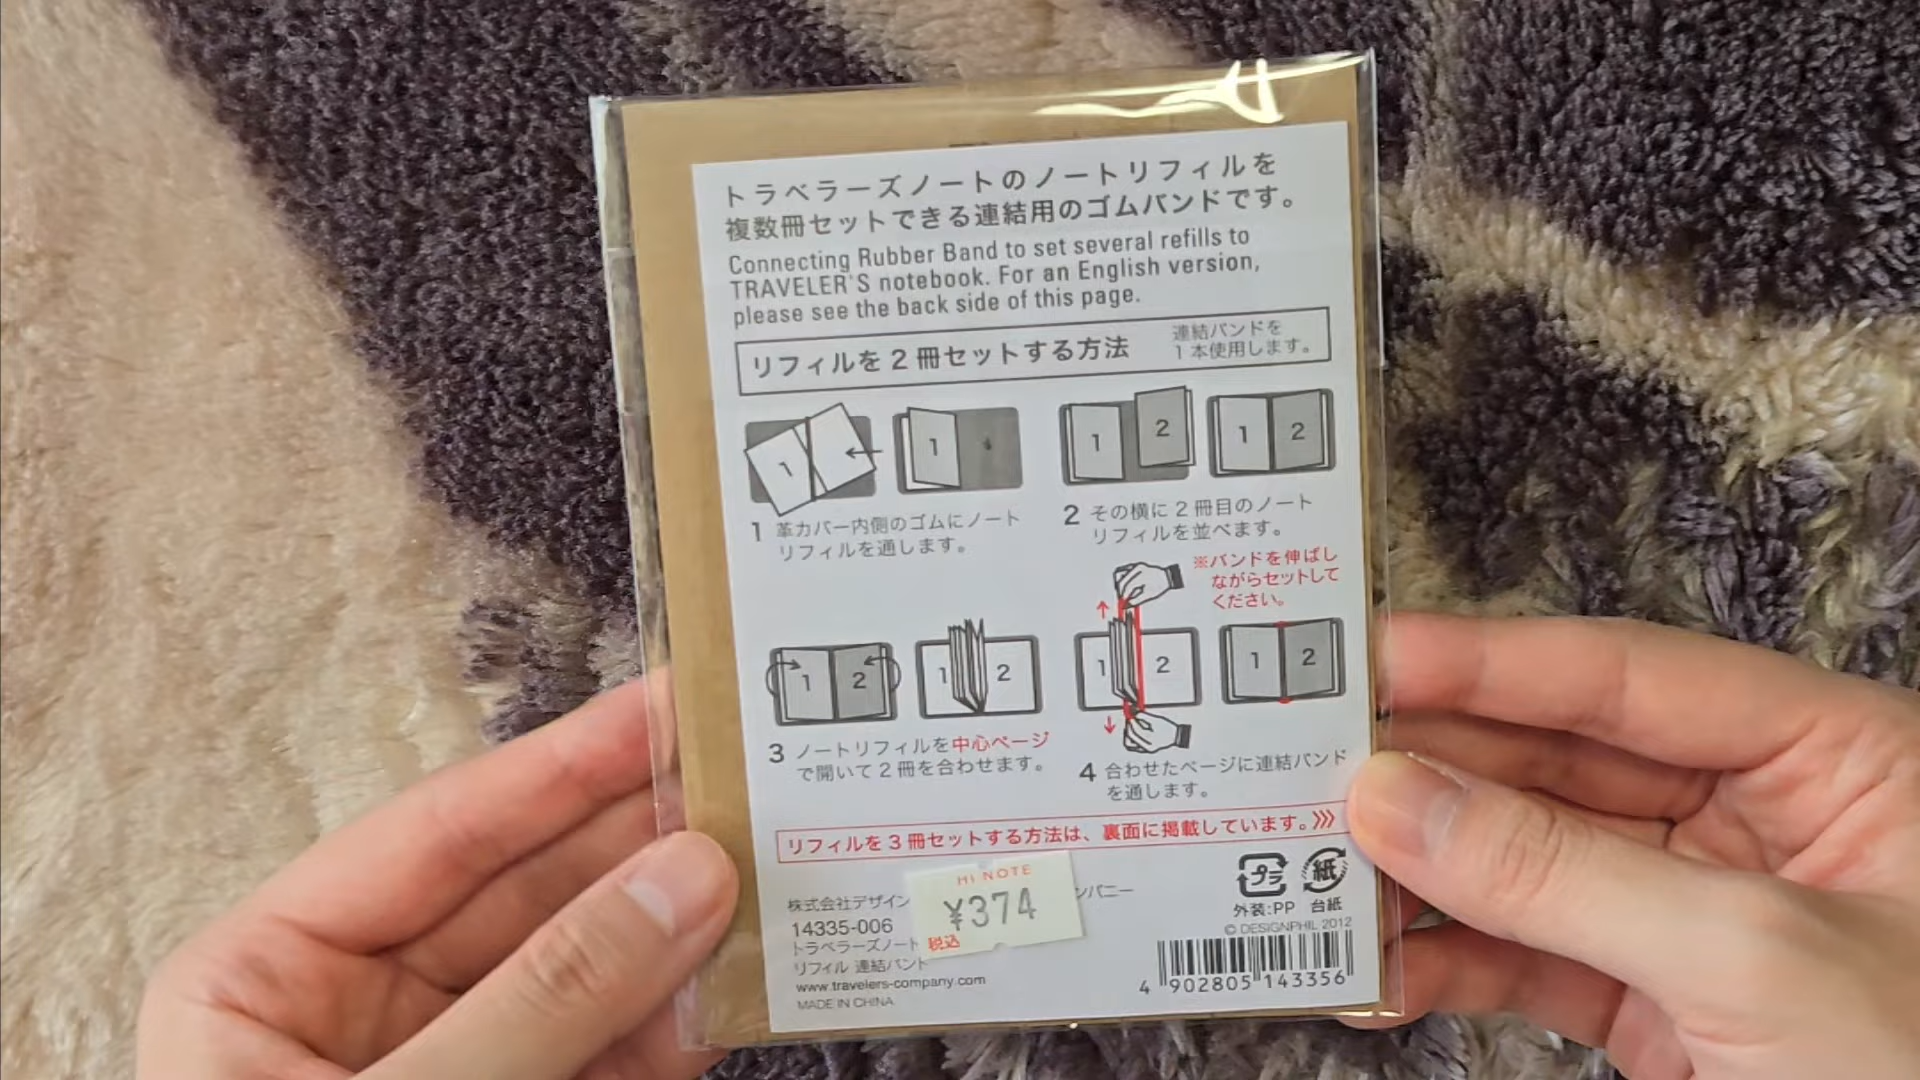 トラベラーズノートのノートリフィルを
複数冊セットできる連結用のゴムバンドです。
Connecting Rubber Band to set several refills to
TRAVELER'S notebook. For an English version,
please see the back side of this page.
リフィルを2冊セットする方法
連結バンドを
1本使用します。
1
1
1
2
1
2
1 革カバー内側のゴムにノート
リフィルを通します。
2 その横に2冊目のノート
リフィルを並べます。
※バンドを伸ばし
ながらセットして
ください。
1
2
1
2
1
2
1
2
3 ノートリフィルを中心ページ
で開いて2冊を合わせます。
4 合わせたページに連結バンド
を通します。
リフィルを3冊セットする方法は、裏面に掲載しています。
HI NOTE
¥374
税込
株式会社デザイン
ンパニー
14335-006
トラベラーズノート
リフィル 連結バンド
www.travelers-company.com
MADE IN CHINA
プラ
紙
外装:PP
台紙
© DESIGNPHIL 2012
4 902805 143356